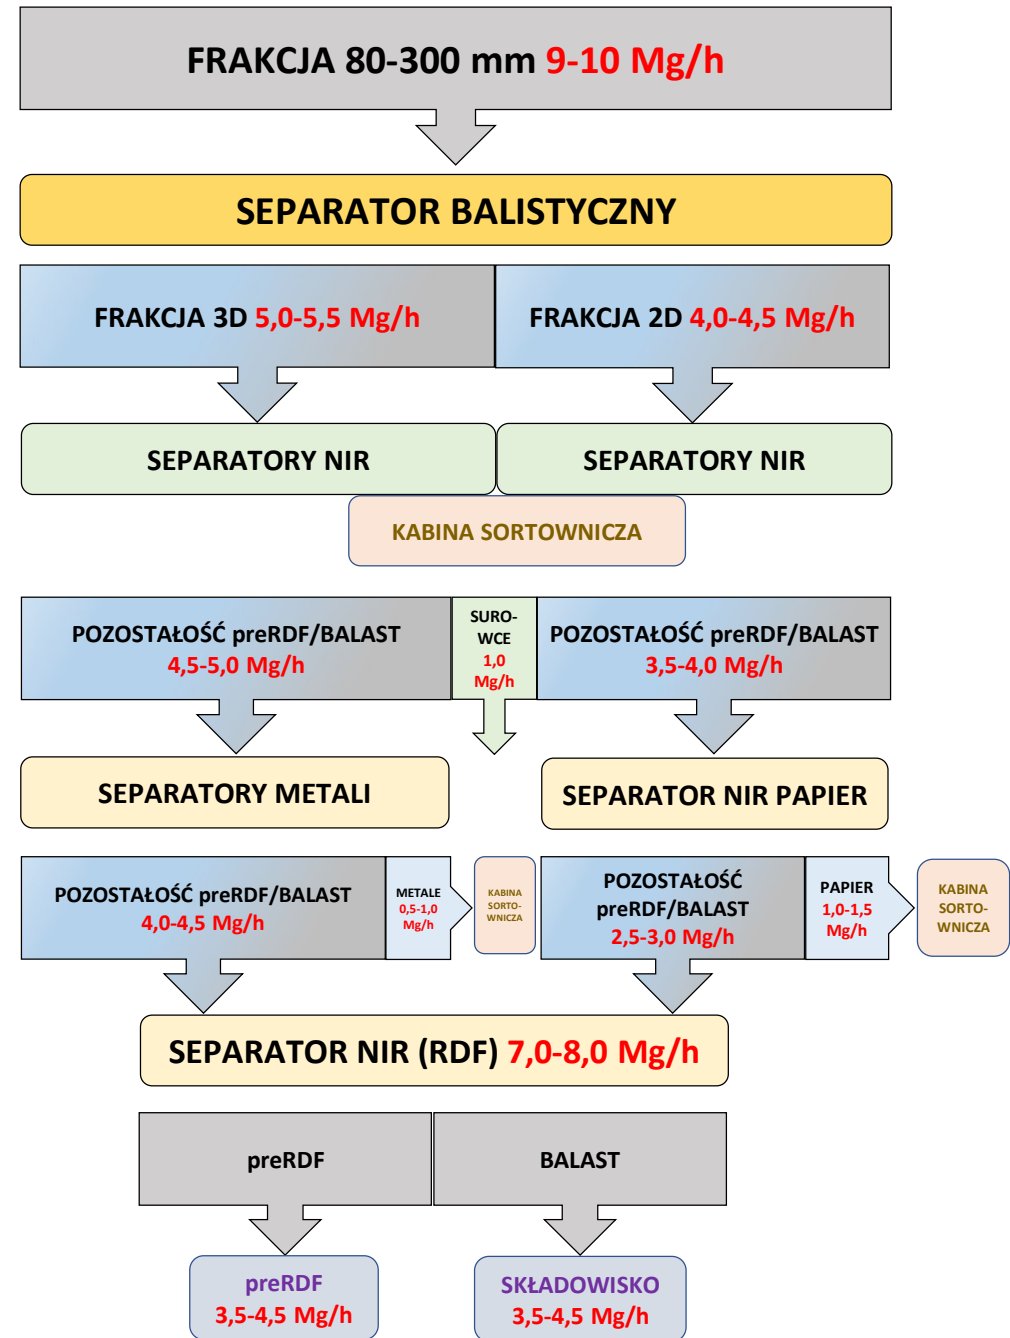 FRAKCJA 80-300 mm 9-10 Mg/h
SEPARATOR BALISTYCZNY
FRAKCJA 3D 5,0-5,5 Mg/h
FRAKCJA 2D 4,0-4,5 Mg/h
SEPARATORY NIR
SEPARATORY NIR
KABINA SORTOWNICZA
POZOSTAŁOŚĆ preRDF/BALAST
4,5-5,0 Mg/h
SURO-
WCE
1,0
Mg/h
POZOSTAŁOŚĆ preRDF/BALAST
3,5-4,0 Mg/h
SEPARATORY METALI
SEPARATOR NIR PAPIER
POZOSTAŁOŚĆ preRDF/BALAST
4,0-4,5 Mg/h
METALE
0,5-1,0
Mg/h
KABINA
SORTO-
WNICZA
POZOSTAŁOŚĆ
preRDF/BALAST
2,5-3,0 Mg/h
PAPIER
1,0-1,5
Mg/h
KABINA
SORTO-
WNICZA
SEPARATOR NIR (RDF) 7,0-8,0 Mg/h
preRDF
BALAST
preRDF
3,5-4,5 Mg/h
SKŁADOWISKO
3,5-4,5 Mg/h